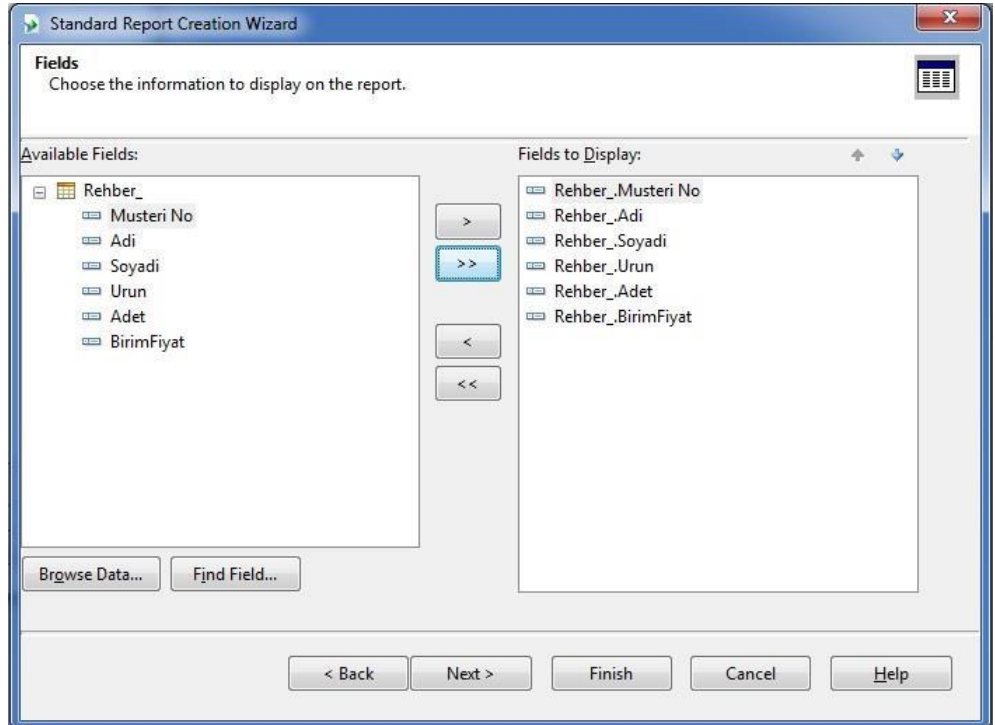 Standard Report Creation Wizard
Fields
Choose the information to display on the report.
Available Fields:
Rehber_
Musteri No
Adi
Soyadi
Urun
Adet
BirimFiyat
>
>>
<
<<
Fields to Display:
Rehber_.Musteri No
Rehber_.Adi
Rehber_.Soyadi
Rehber_.Urun
Rehber_.Adet
Rehber_.BirimFiyat
Browse Data...
Find Field...
< Back
Next >
Finish
Cancel
Help